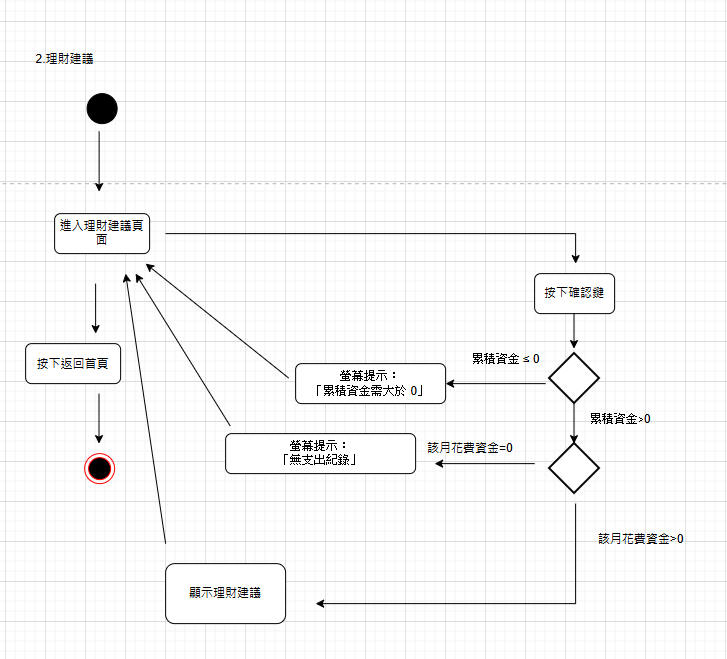 2.理財建議
進入理財建議頁
面
按下確認鍵
按下返回首頁
累積資金 ≤ 0
螢幕提示：
「累積資金需大於 0」
累積資金>0
螢幕提示：
「無支出紀錄」
該月花費資金=0
該月花費資金>0
顯示理財建議